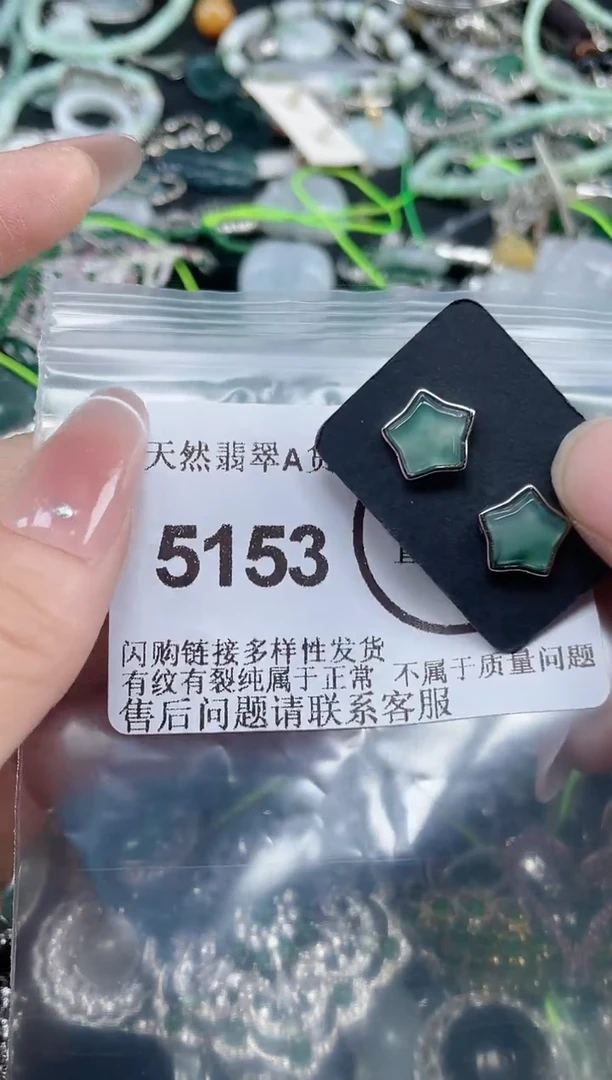 天然翡翠A货
5153
闪购链接多样性发货
有纹有裂纯属于正常 不属于质量问题
售后问题请联系客服